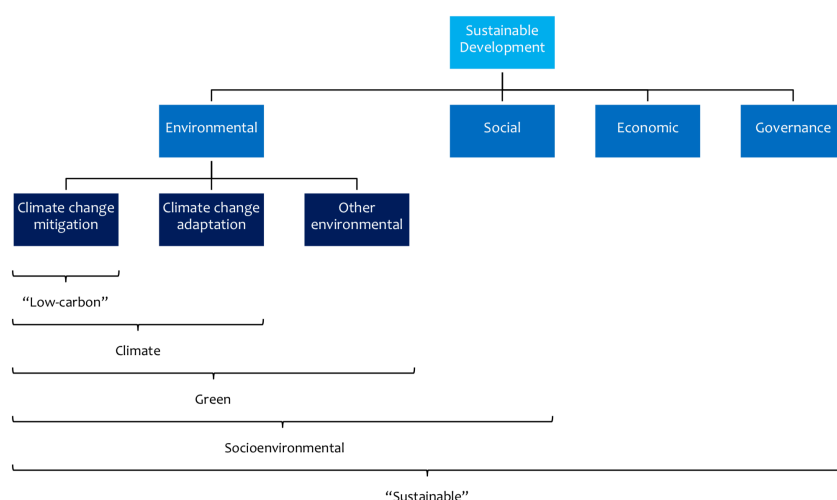 Sustainable
Development
Environmental
Social
Economic
Governance
Climate change
mitigation
Climate change
adaptation
Other
environmental
“Low-carbon”
Climate
Green
Socioenvironmental
“Sustainable”